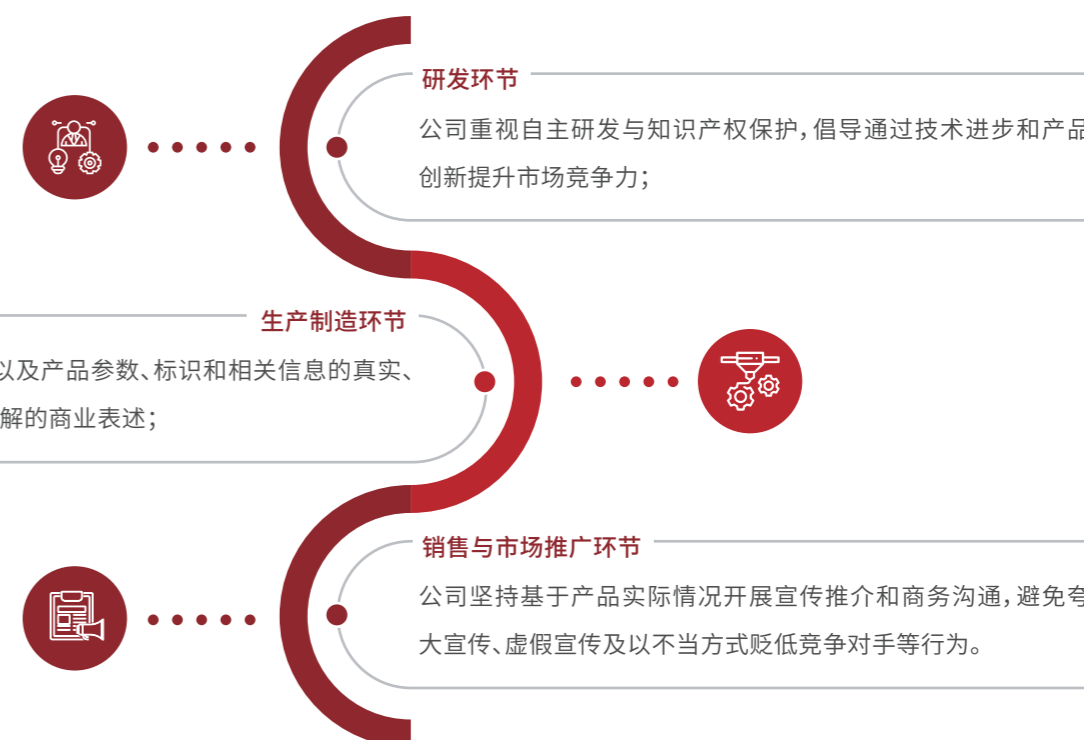 研发环节
公司重视自主研发与知识产权保护，倡导通过技术进步和产品
创新提升市场竞争力；
生产制造环节
以及产品参数、标识和相关信息的真实、
解的商业表述；
销售与市场推广环节
公司坚持基于产品实际情况开展宣传推介和商务沟通，避免夸
大宣传、虚假宣传及以不当方式贬低竞争对手等行为。